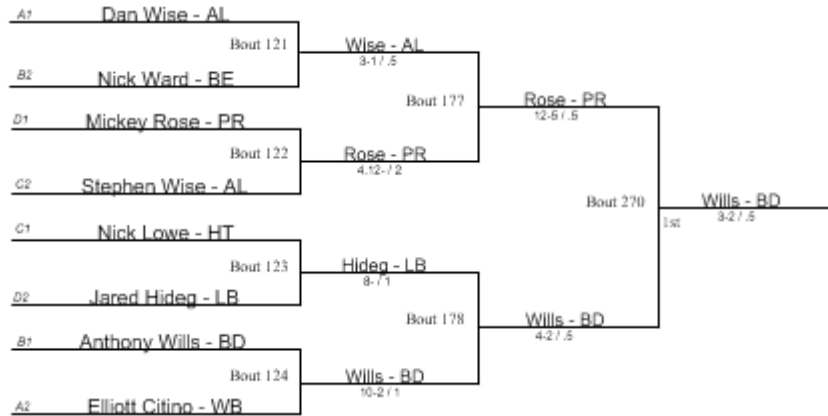 A1 Dan Wise - AL
Bout 121
B2 Nick Ward - BE
Wise - AL
3-1 / .5
D1 Mickey Rose - PR
Bout 122
C2 Stephen Wise - AL
Rose - PR
4.12- / 2
Bout 177
Rose - PR
12-5 / .5
C1 Nick Lowe - HT
Bout 123
D2 Jared Hideg - LB
Hideg - LB
8- / 1
B1 Anthony Wills - BD
Bout 124
A2 Elliott Citino - WB
Wills - BD
10-2 / 1
Bout 178
Wills - BD
4-2 / .5
Bout 270
Wills - BD
3-2 / .5
1st